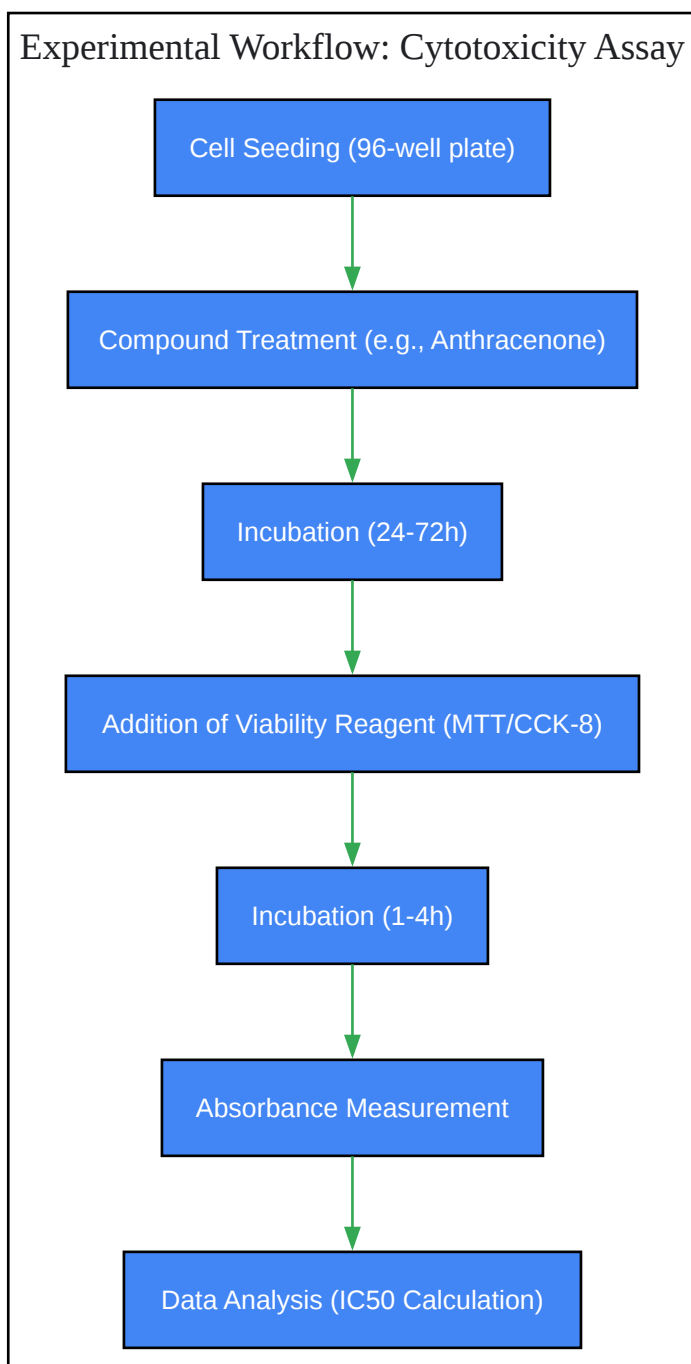 Experimental Workflow: Cytotoxicity Assay
Cell Seeding (96-well plate)
Compound Treatment (e.g., Anthracenone)
Incubation (24-72h)
Addition of Viability Reagent (MTT/CCK-8)
Incubation (1-4h)
Absorbance Measurement
Data Analysis (IC50 Calculation)